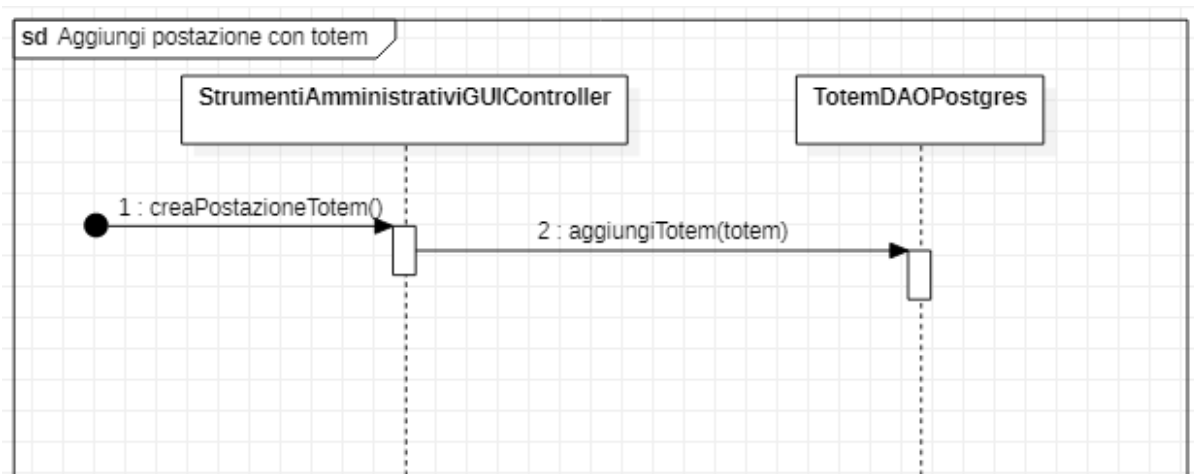 sd Aggiungi postazione con totem
StrumentiAmministrativiGUIController
TotemDAOPostgres
1 : creaPostazioneTotem()
2 : aggiungiTotem(totem)